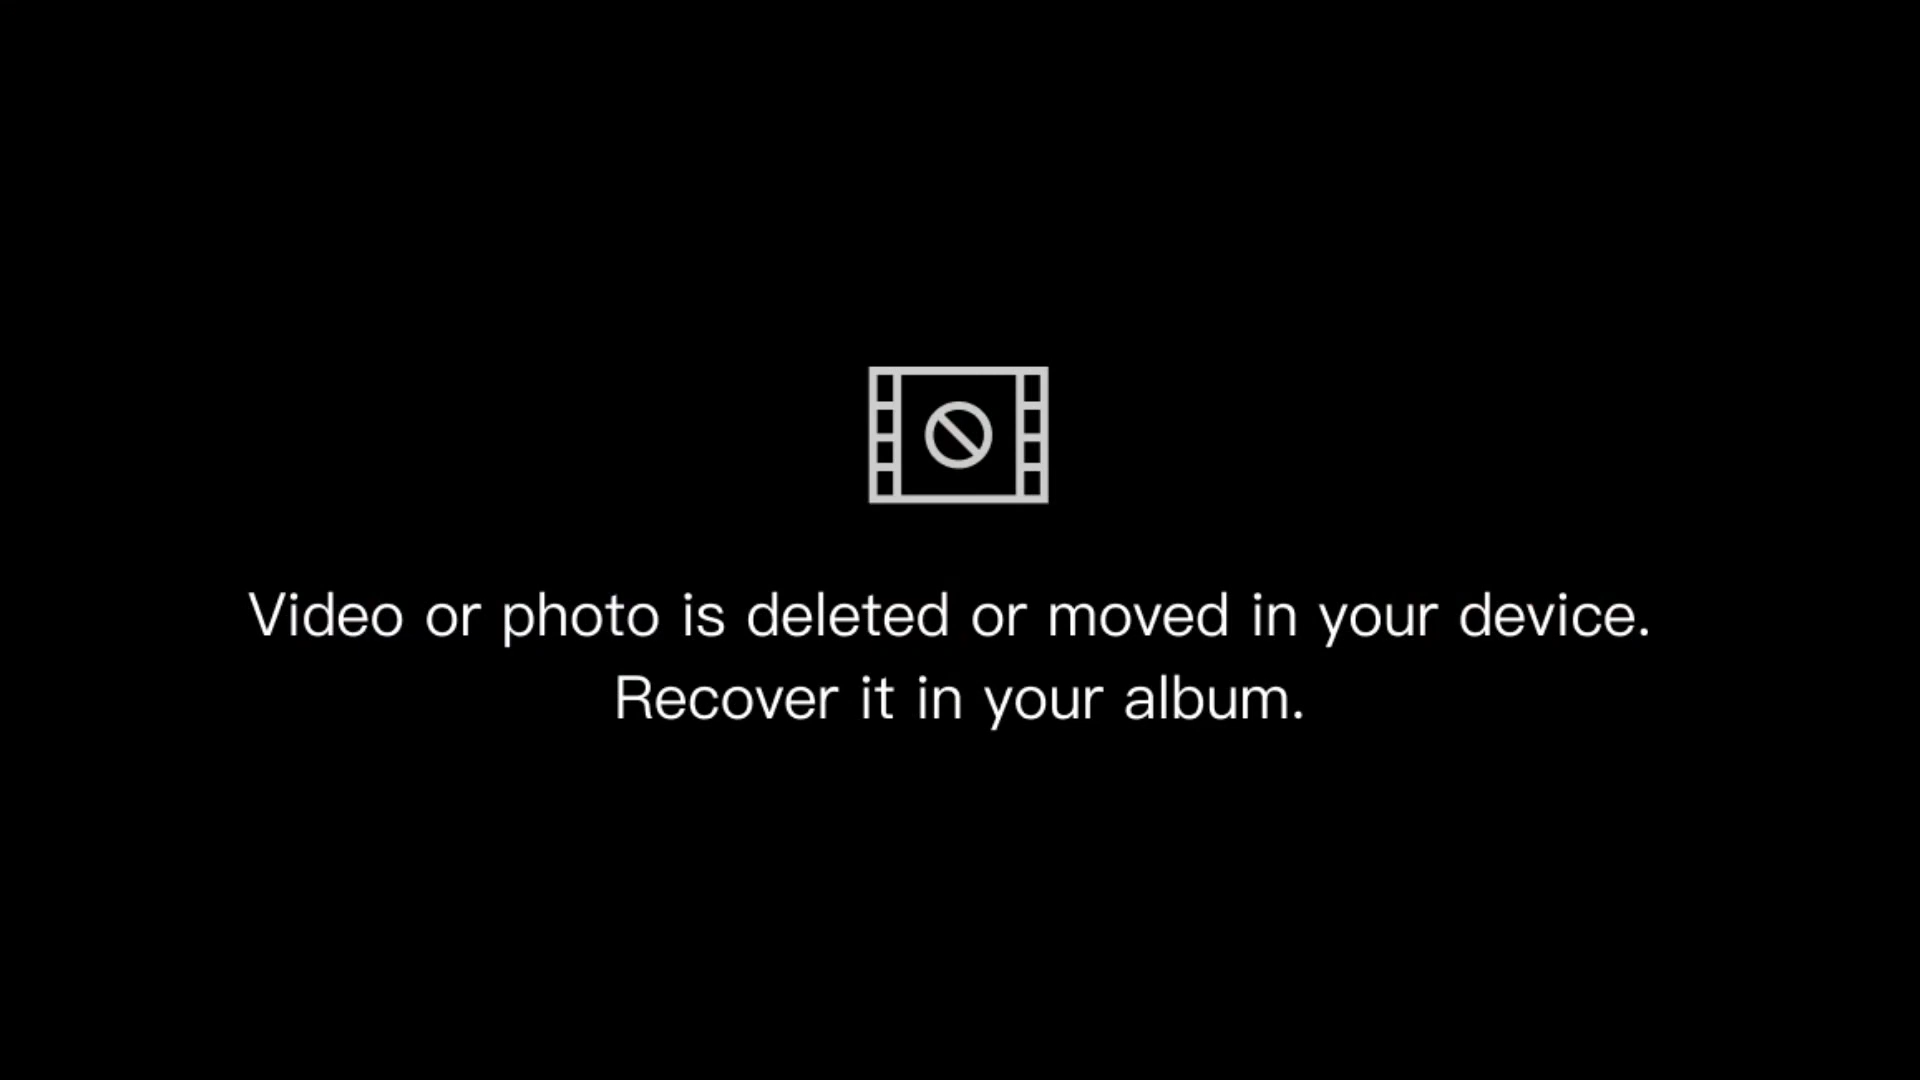 Video or photo is deleted or moved in your device.
Recover it in your album.